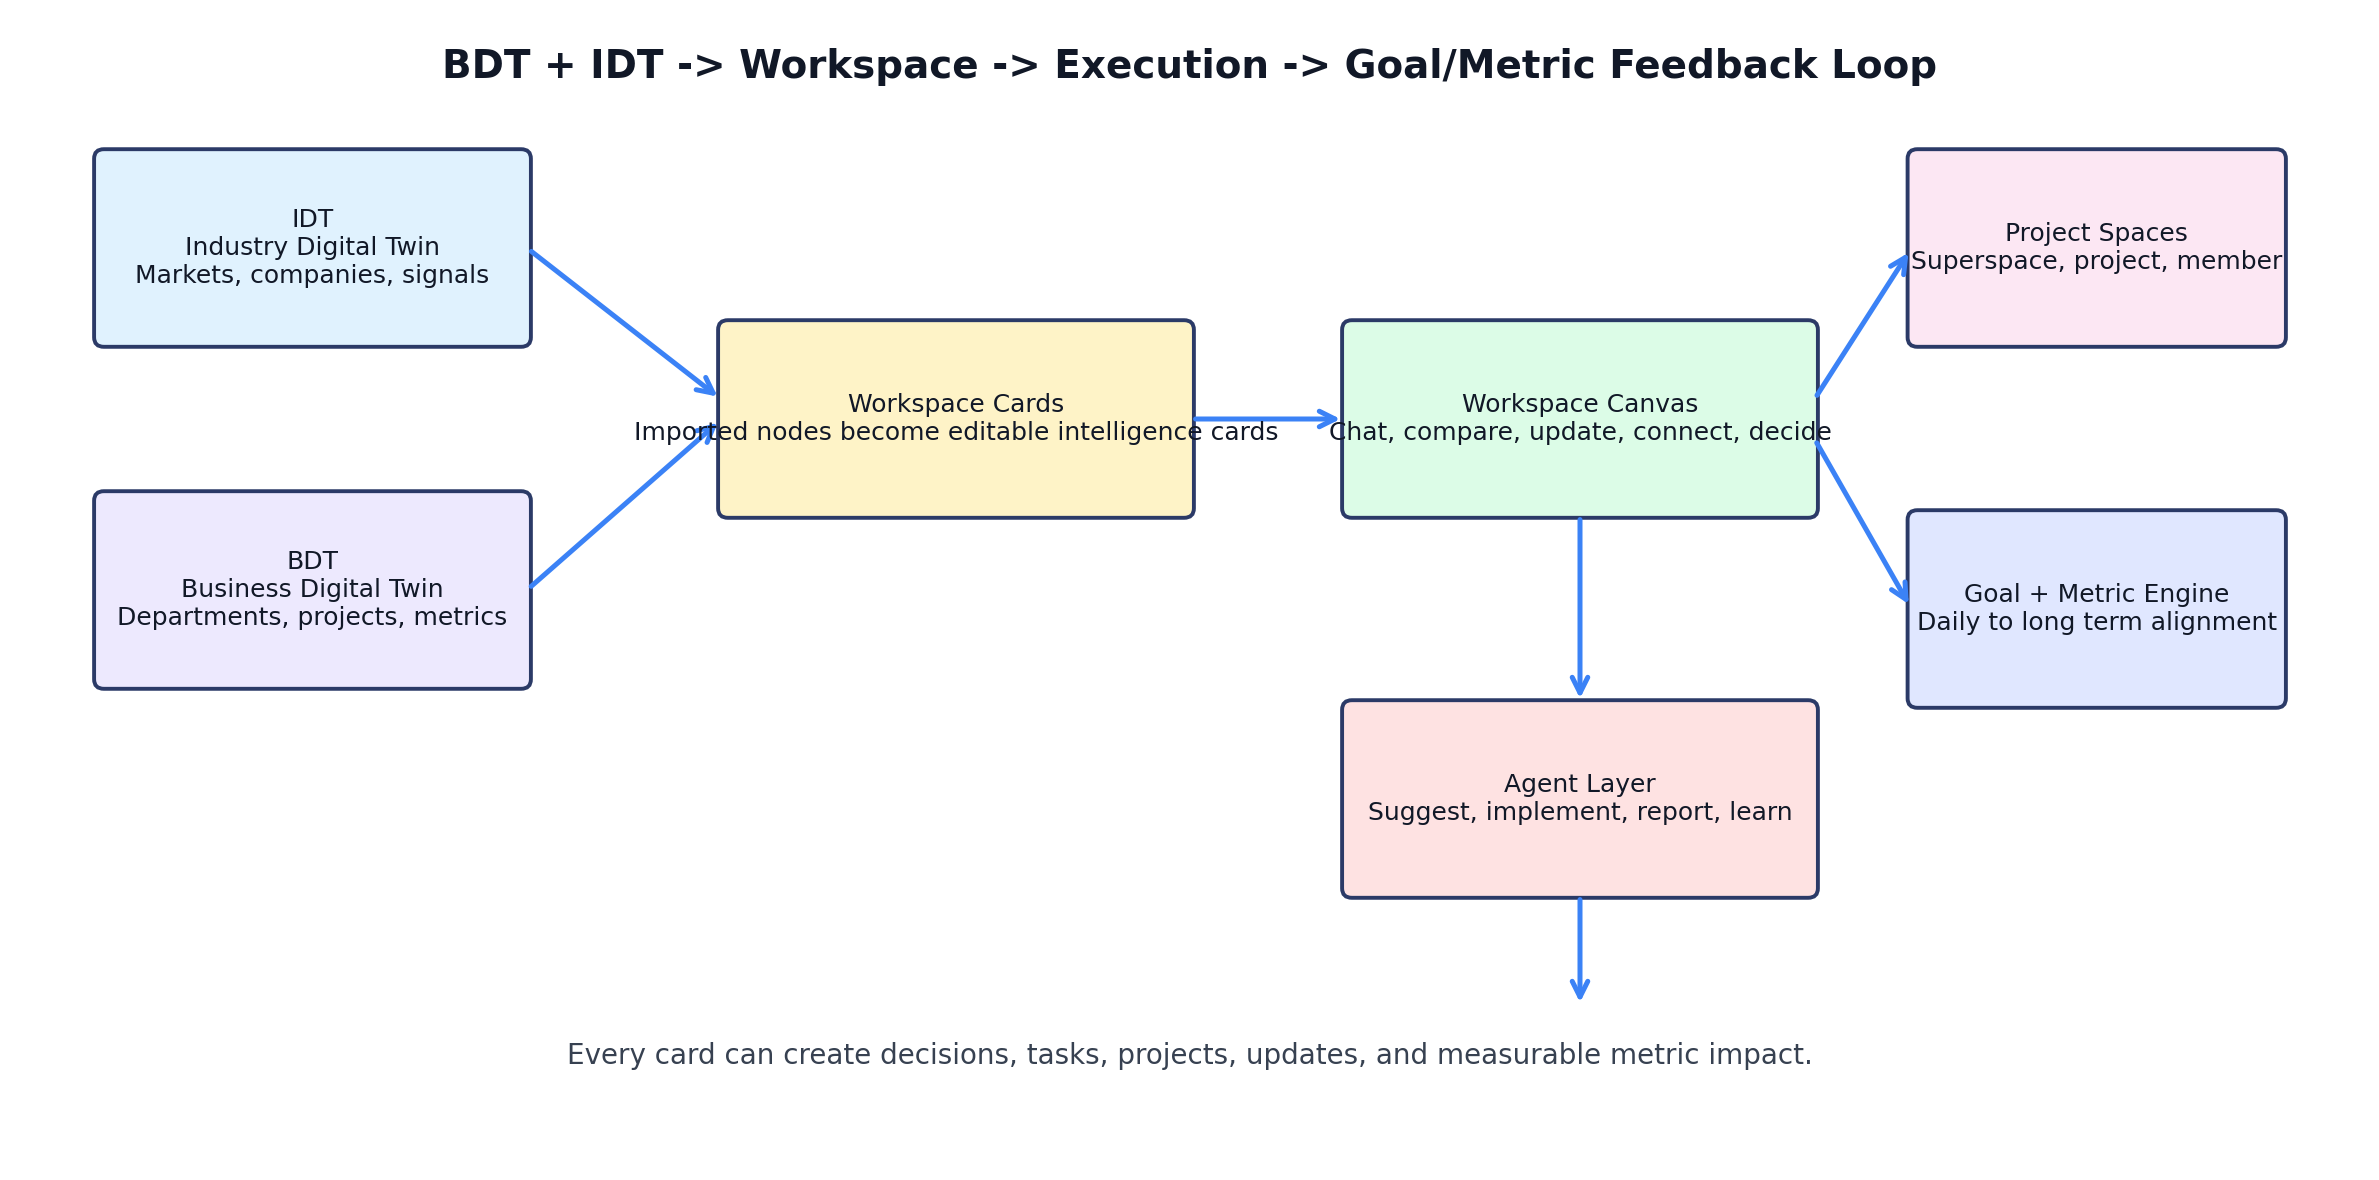 BDT + IDT -> Workspace -> Execution -> Goal/Metric Feedback Loop
IDT
Industry Digital Twin
Markets, companies, signals
BDT
Business Digital Twin
Departments, projects, metrics
Workspace Cards
Imported nodes become editable intelligence cards
Workspace Canvas
Chat, compare, update, connect, decide
Project Spaces
Superspace, project, member
Goal + Metric Engine
Daily to long term alignment
Agent Layer
Suggest, implement, report, learn
Every card can create decisions, tasks, projects, updates, and measurable metric impact.